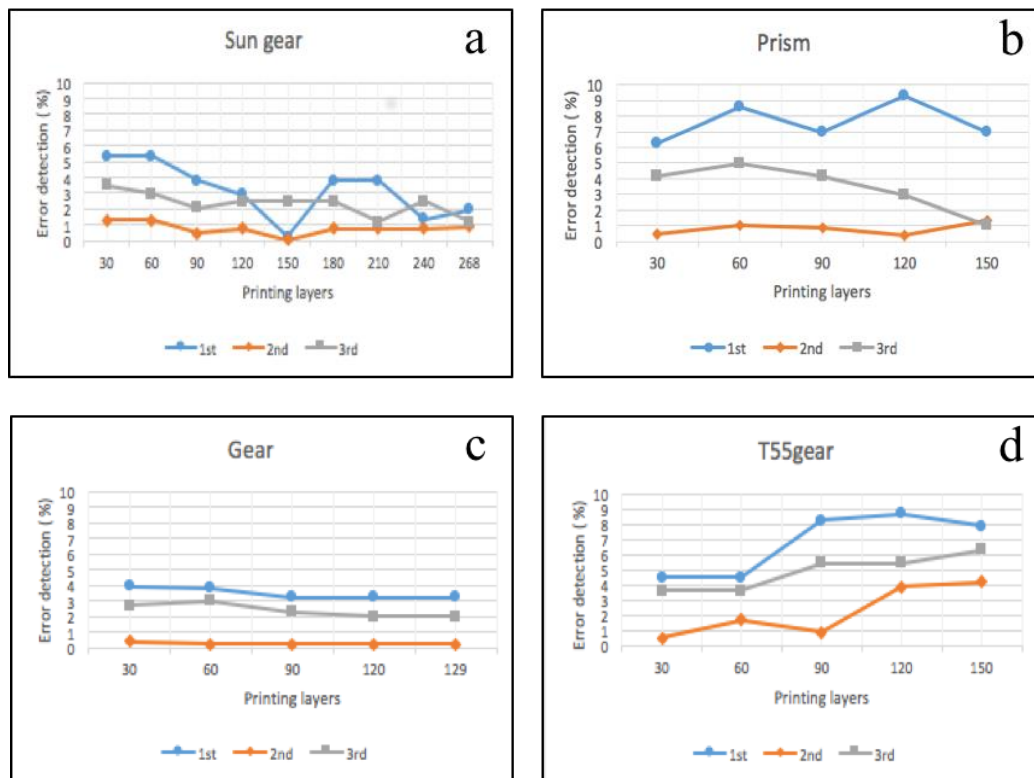 Sun gear
a
Error detection ( %)
10
9
8
7
6
5
4
3
2
1
0
30 60 90 120 150 180 210 240 268
Printing layers
1st 2nd 3rd
Prism
b
Error detection ( %)
10
9
8
7
6
5
4
3
2
1
0
30 60 90 120 150
Printing layers
1st 2nd 3rd
Gear
c
Error detection ( %)
10
9
8
7
6
5
4
3
2
1
0
30 60 90 120 129
Printing layers
1st 2nd 3rd
T55gear
d
Error detection ( %)
10
9
8
7
6
5
4
3
2
1
0
30 60 90 120 150
Printing layers
1st 2nd 3rd